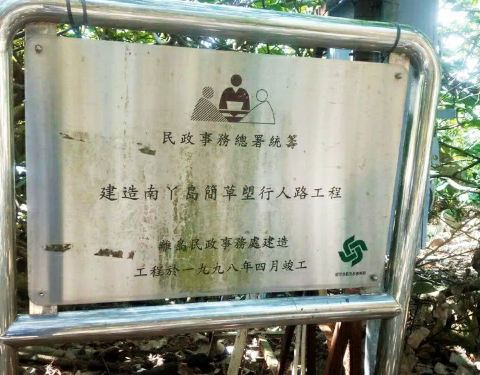 民政事務總署統籌
建造南丫島簡草塱行人路工程
離島民政事務處建造
工程於一九九八年四月竣工